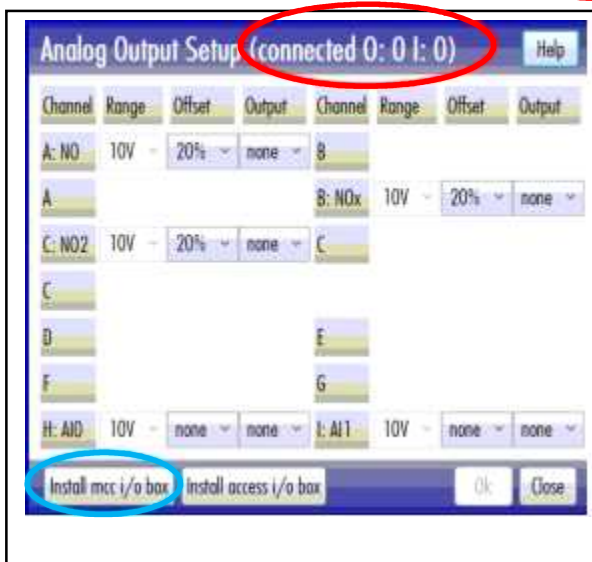 Analog Output Setup (connected O: 0 I: 0) Help
Channel Range Offset Output Channel Range Offset Output
A: NO 10V 20% none B
A B: NOx 10V 20% none
C: NO2 10V 20% none C
C
D E
F G
H: AI0 10V none none I: AI1 10V none none
Install mcc i/o box Install access i/o box Ok Close